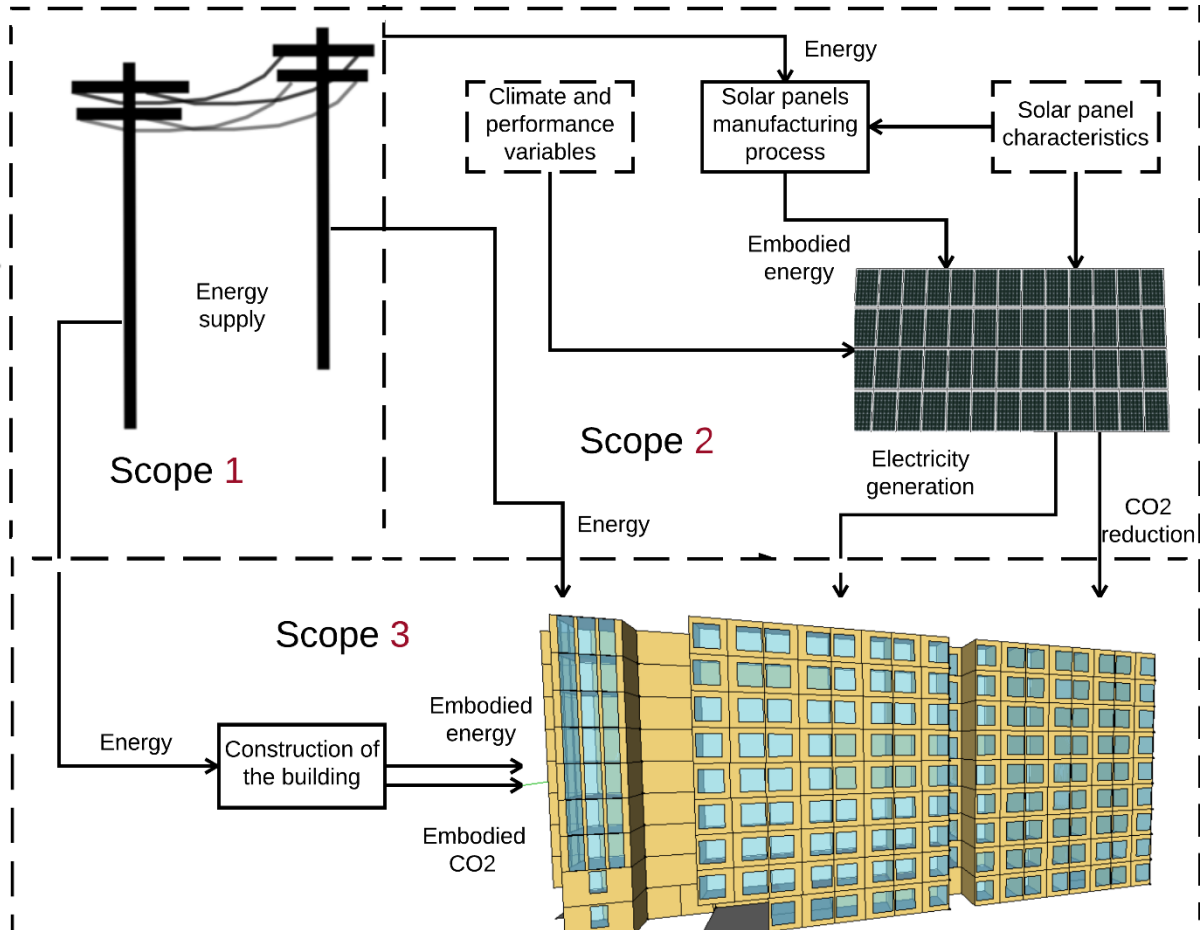 Energy
Climate and
performance
variables
Solar panels
manufacturing
process
Solar panel
characteristics
Embodied
energy
Energy
supply
Scope 1
Scope 2
Electricity
generation
CO2
reduction
Energy
Scope 3
Energy
Construction of
the building
Embodied
energy
Embodied
CO2